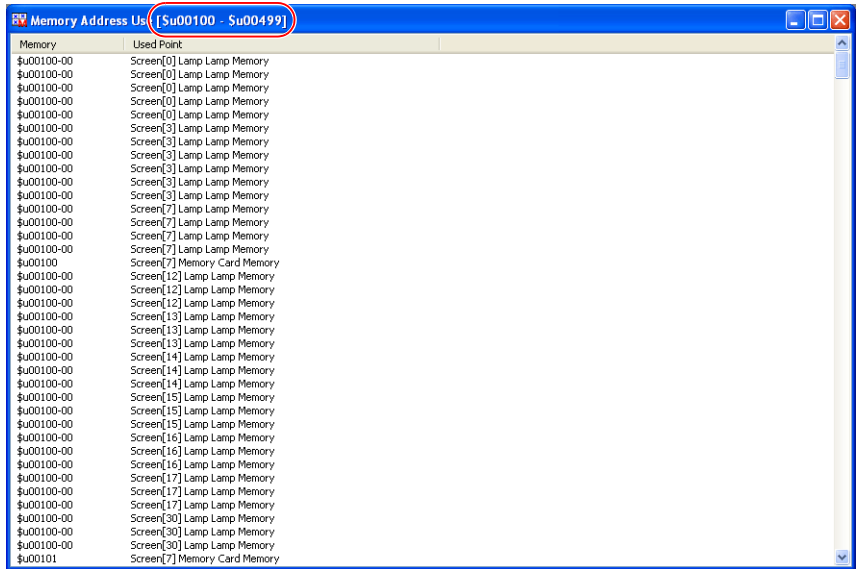 Memory Address Use [$u00100 - $u00499]
Memory Used Point
$u00100-00 Screen[0] Lamp Lamp Memory
$u00100-00 Screen[0] Lamp Lamp Memory
$u00100-00 Screen[0] Lamp Lamp Memory
$u00100-00 Screen[0] Lamp Lamp Memory
$u00100-00 Screen[0] Lamp Lamp Memory
$u00100-00 Screen[3] Lamp Lamp Memory
$u00100-00 Screen[3] Lamp Lamp Memory
$u00100-00 Screen[3] Lamp Lamp Memory
$u00100-00 Screen[3] Lamp Lamp Memory
$u00100-00 Screen[3] Lamp Lamp Memory
$u00100-00 Screen[3] Lamp Lamp Memory
$u00100-00 Screen[7] Lamp Lamp Memory
$u00100-00 Screen[7] Lamp Lamp Memory
$u00100-00 Screen[7] Lamp Lamp Memory
$u00100-00 Screen[7] Lamp Lamp Memory
$u00100 Screen[7] Memory Card Memory
$u00100-00 Screen[12] Lamp Lamp Memory
$u00100-00 Screen[12] Lamp Lamp Memory
$u00100-00 Screen[12] Lamp Lamp Memory
$u00100-00 Screen[13] Lamp Lamp Memory
$u00100-00 Screen[13] Lamp Lamp Memory
$u00100-00 Screen[13] Lamp Lamp Memory
$u00100-00 Screen[14] Lamp Lamp Memory
$u00100-00 Screen[14] Lamp Lamp Memory
$u00100-00 Screen[14] Lamp Lamp Memory
$u00100-00 Screen[15] Lamp Lamp Memory
$u00100-00 Screen[15] Lamp Lamp Memory
$u00100-00 Screen[15] Lamp Lamp Memory
$u00100-00 Screen[16] Lamp Lamp Memory
$u00100-00 Screen[16] Lamp Lamp Memory
$u00100-00 Screen[16] Lamp Lamp Memory
$u00100-00 Screen[17] Lamp Lamp Memory
$u00100-00 Screen[17] Lamp Lamp Memory
$u00100-00 Screen[17] Lamp Lamp Memory
$u00100-00 Screen[30] Lamp Lamp Memory
$u00100-00 Screen[30] Lamp Lamp Memory
$u00100-00 Screen[30] Lamp Lamp Memory
$u00101 Screen[7] Memory Card Memory